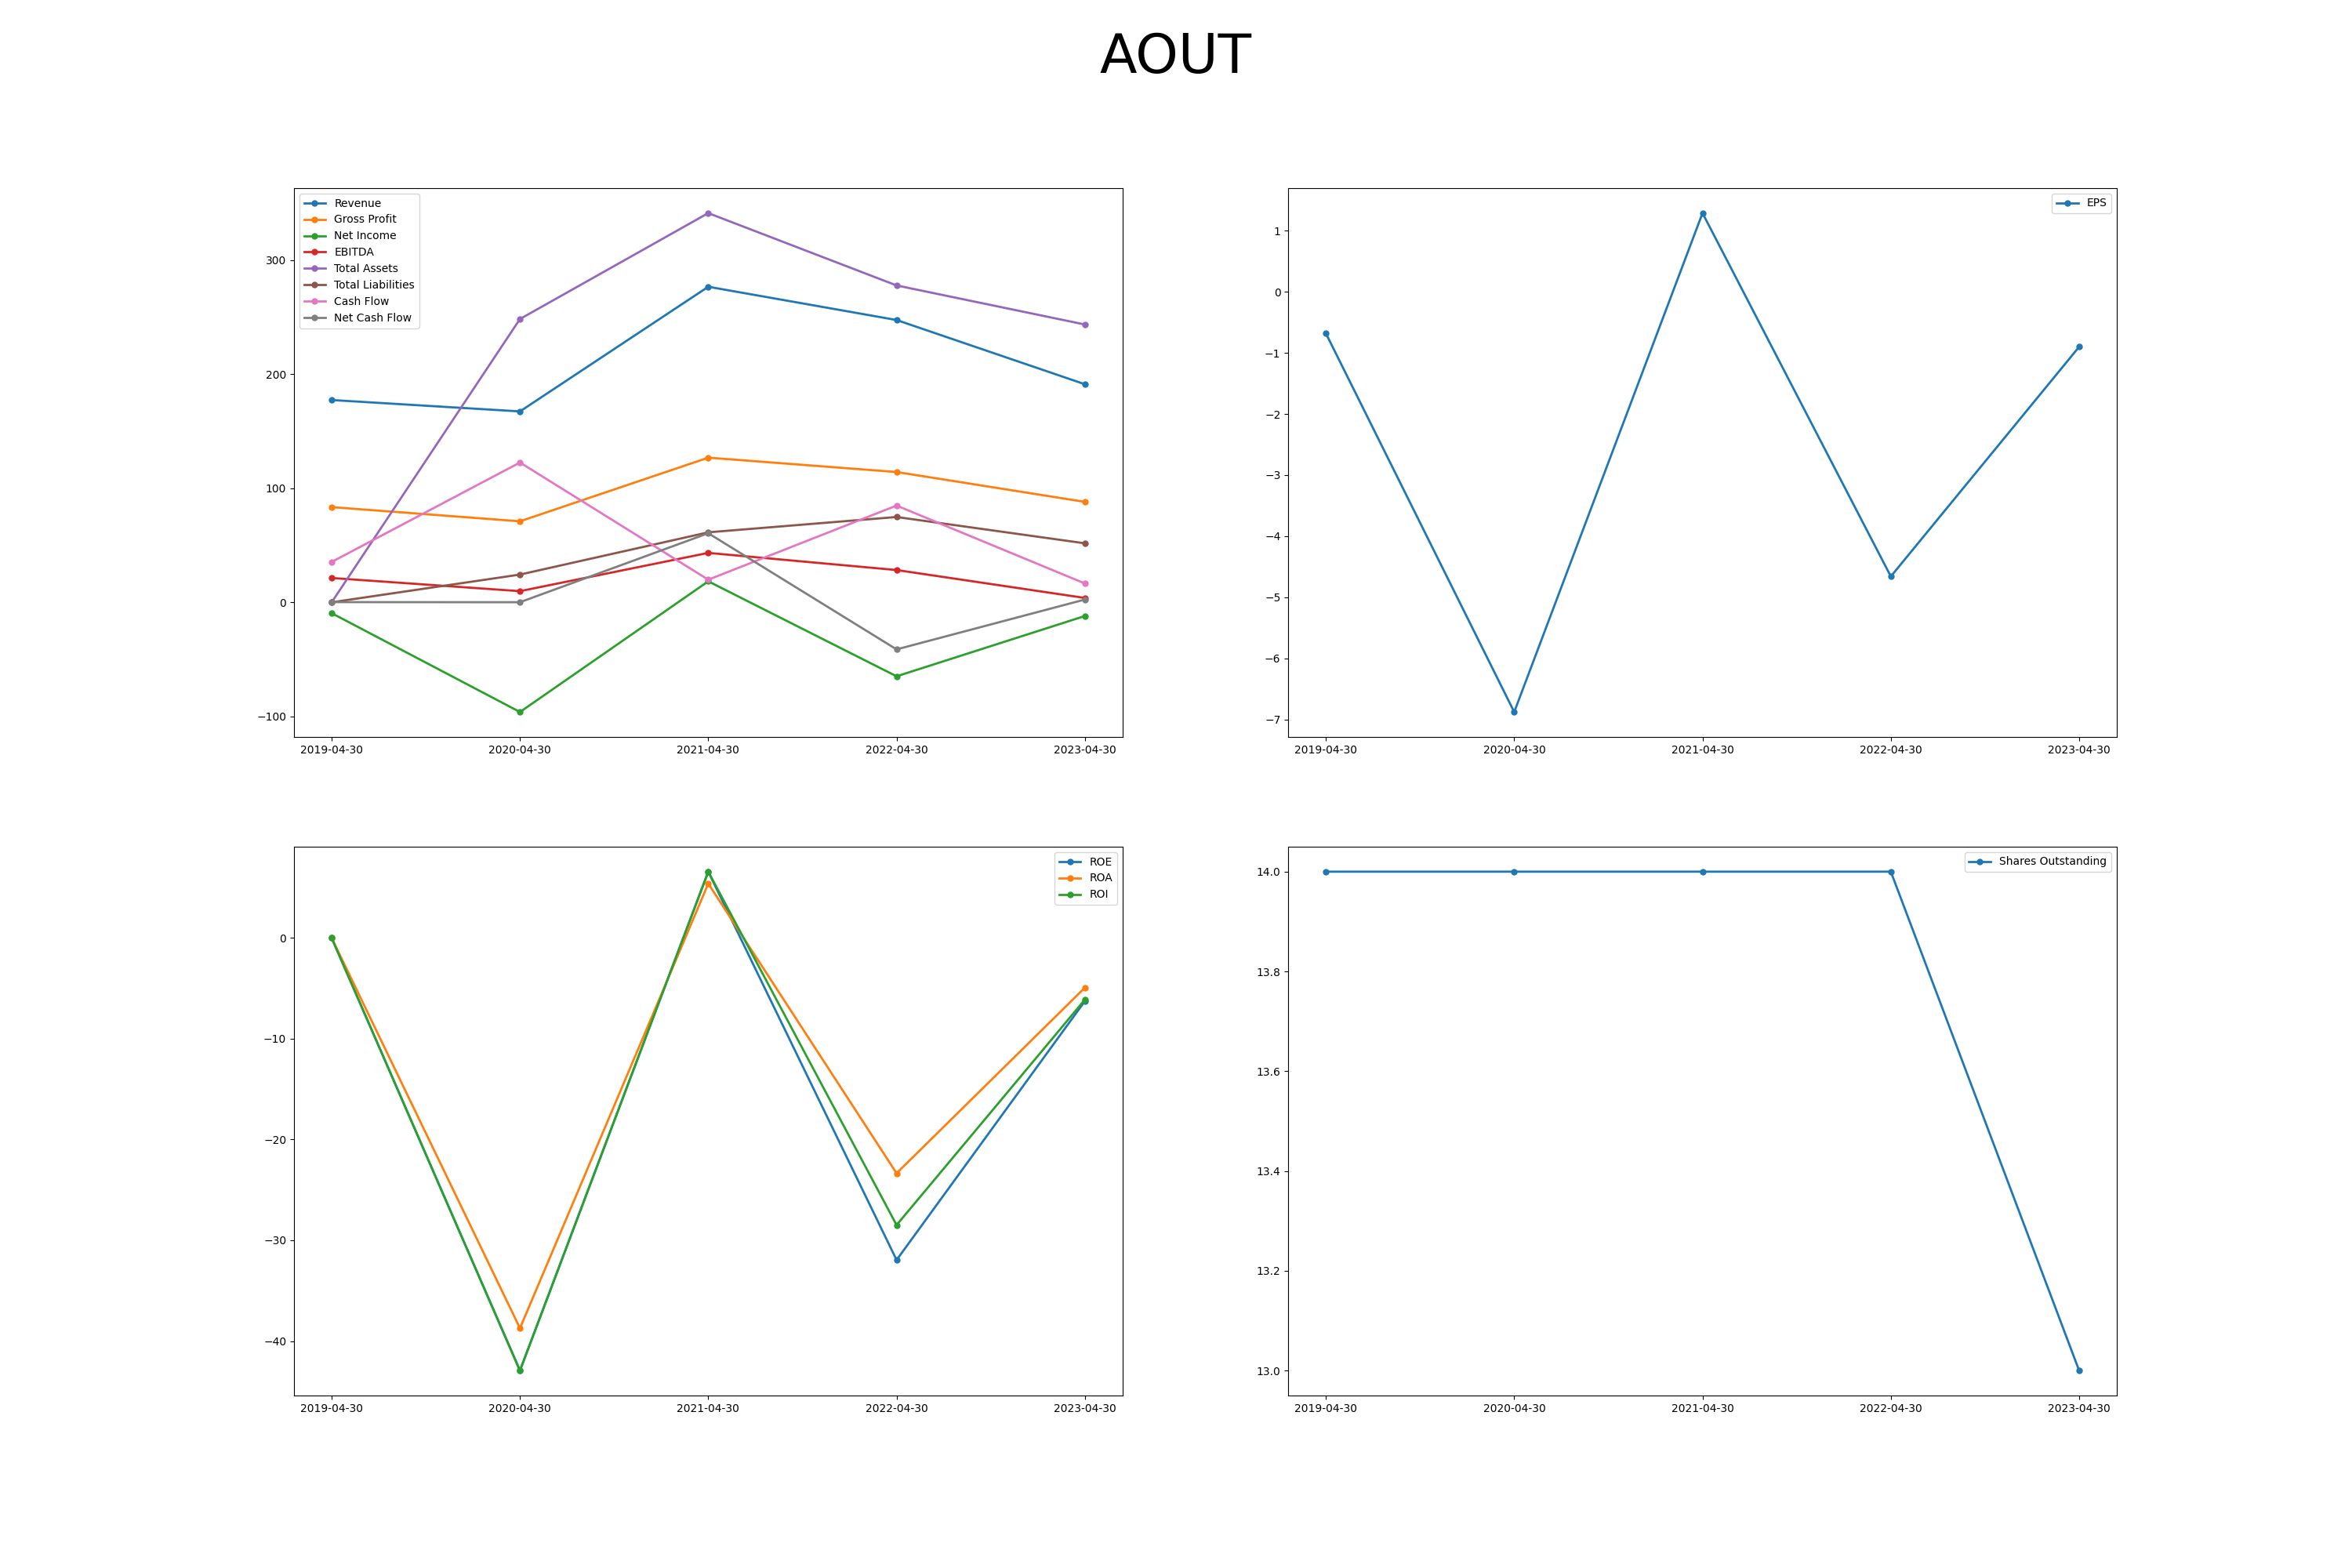 AOUT
Revenue
Gross Profit
Net Income
EBITDA
Total Assets
Total Liabilities
Cash Flow
Net Cash Flow
300
200
100
0
−100
2019-04-30 2020-04-30 2021-04-30 2022-04-30 2023-04-30
EPS
1
0
−1
−2
−3
−4
−5
−6
−7
2019-04-30 2020-04-30 2021-04-30 2022-04-30 2023-04-30
ROE
ROA
ROI
0
−10
−20
−30
−40
2019-04-30 2020-04-30 2021-04-30 2022-04-30 2023-04-30
Shares Outstanding
14.0
13.8
13.6
13.4
13.2
13.0
2019-04-30 2020-04-30 2021-04-30 2022-04-30 2023-04-30